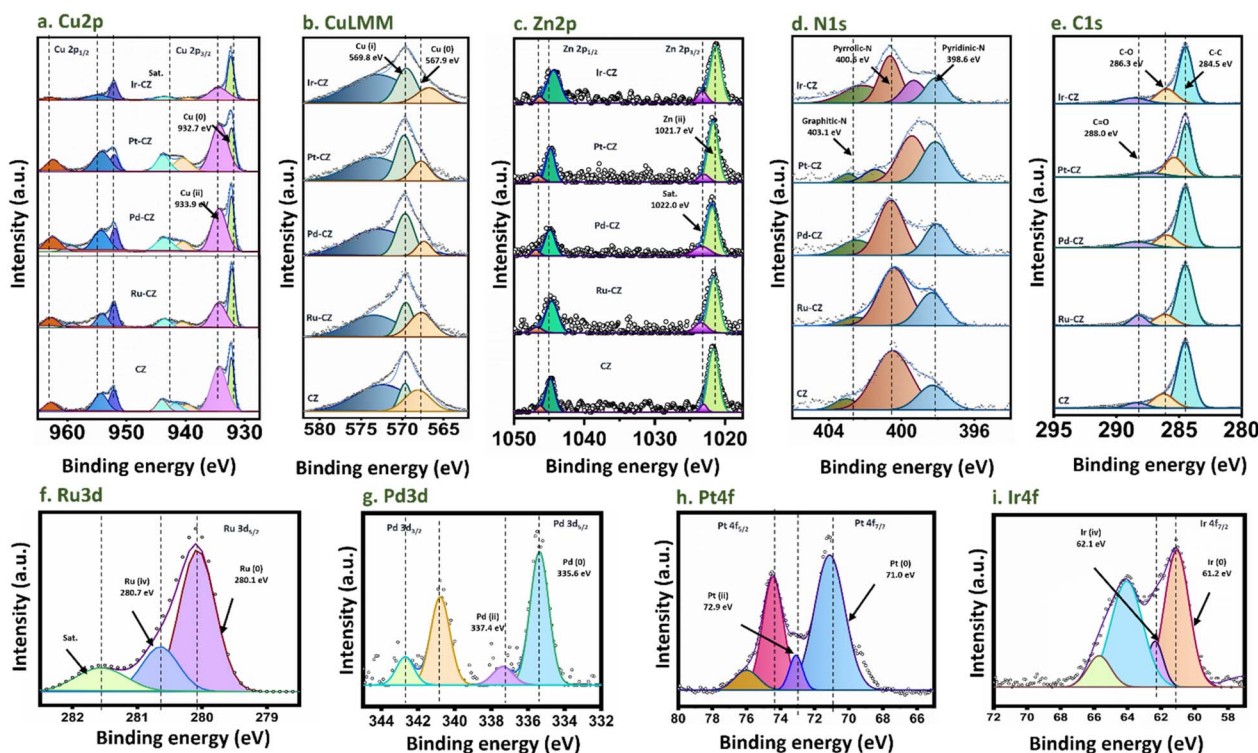 a. Cu2p
Cu 2p1/2
Cu 2p3/2
Sat.
Ir-CZ
Cu (0)
932.7 eV
Pt-CZ
Cu (ii)
933.9 eV
Pd-CZ
Ru-CZ
CZ
Intensity (a.u.)
960 950 940 930
Binding energy (eV)
b. CuLMM
Cu (i)
569.8 eV
Cu (0)
567.9 eV
Ir-CZ
Pt-CZ
Pd-CZ
Ru-CZ
CZ
Intensity (a.u.)
580 575 570 565
Binding energy (eV)
c. Zn2p
Zn 2p1/2
Zn 2p3/2
Ir-CZ
Zn (ii)
1021.7 eV
Pt-CZ
Sat.
1022.0 eV
Pd-CZ
Ru-CZ
CZ
Intensity (a.u.)
1050 1040 1030 1020
Binding energy (eV)
d. N1s
Pyrrolic-N
400.6 eV
Pyridinic-N
398.6 eV
Ir-CZ
Graphitic-N
403.1 eV
Pt-CZ
Pd-CZ
Ru-CZ
CZ
Intensity (a.u.)
404 400 396
Binding energy (eV)
e. C1s
C-O
286.3 eV
C-C
284.5 eV
Ir-CZ
C=O
288.0 eV
Pt-CZ
Pd-CZ
Ru-CZ
CZ
Intensity (a.u.)
295 290 285 280
Binding energy (eV)
f. Ru3d
Ru 3d5/2
Ru (0)
280.1 eV
Ru (iv)
280.7 eV
Sat.
Intensity (a.u.)
282 281 280 279
Binding energy (eV)
g. Pd3d
Pd 3d3/2
Pd 3d5/2
Pd (0)
335.6 eV
Pd (ii)
337.4 eV
Intensity (a.u.)
344 342 340 338 336 334 332
Binding energy (eV)
h. Pt4f
Pt 4f5/2
Pt 4f7/2
Pt (0)
71.0 eV
Pt (ii)
72.9 eV
Intensity (a.u.)
80 78 76 74 72 70 68 66
Binding energy (eV)
i. Ir4f
Ir (iv)
62.1 eV
Ir 4f7/2
Ir (0)
61.2 eV
Intensity (a.u.)
72 70 68 66 64 62 60 58
Binding energy (eV)